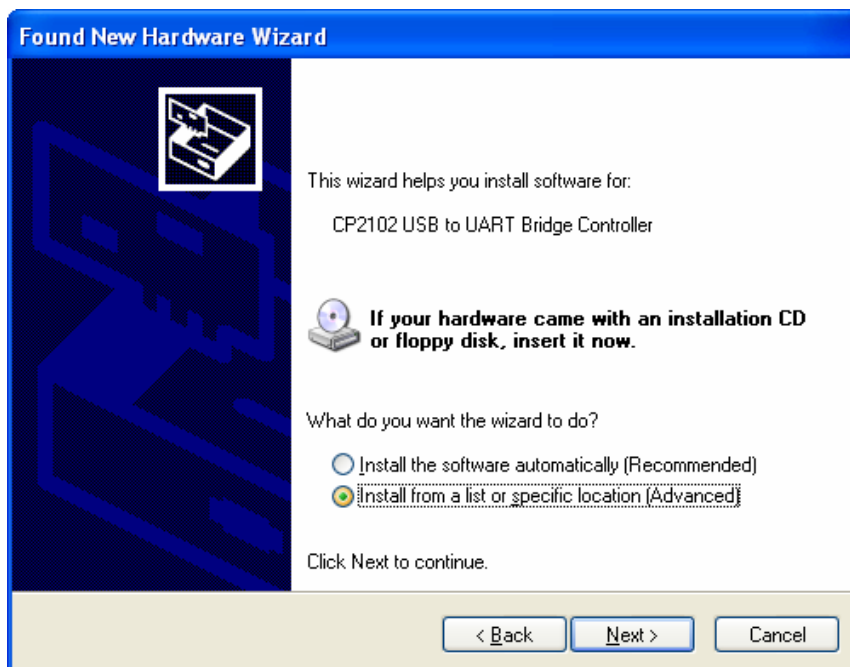 Found New Hardware Wizard
This wizard helps you install software for:
CP2102 USB to UART Bridge Controller
If your hardware came with an installation CD
or floppy disk, insert it now.
What do you want the wizard to do?
Install the software automatically (Recommended)
Install from a list or specific location (Advanced)
Click Next to continue.
< Back Next > Cancel